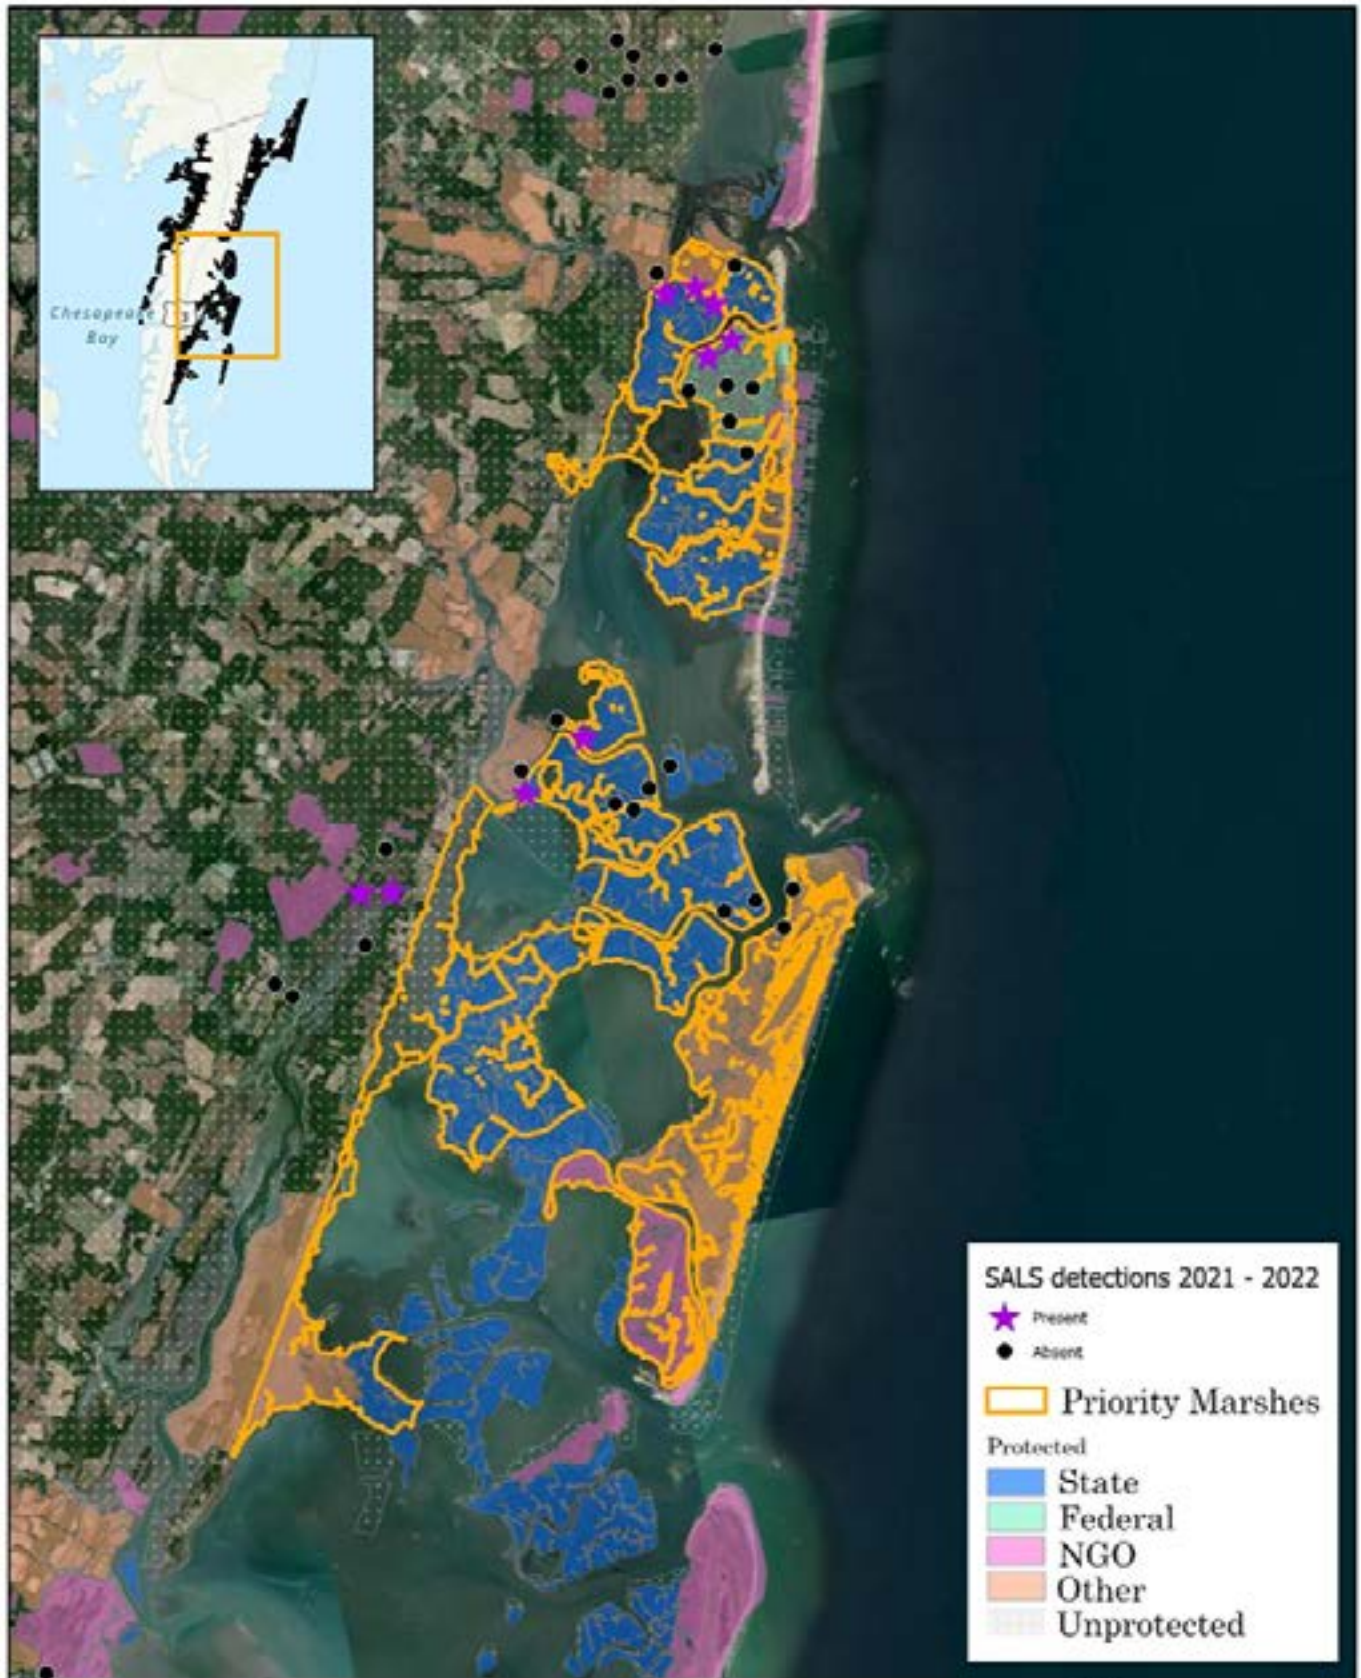 Chesapeake
Bay
SALS detections 2021 - 2022
Present
Absent
Priority Marshes
Protected
State
Federal
NGO
Other
Unprotected